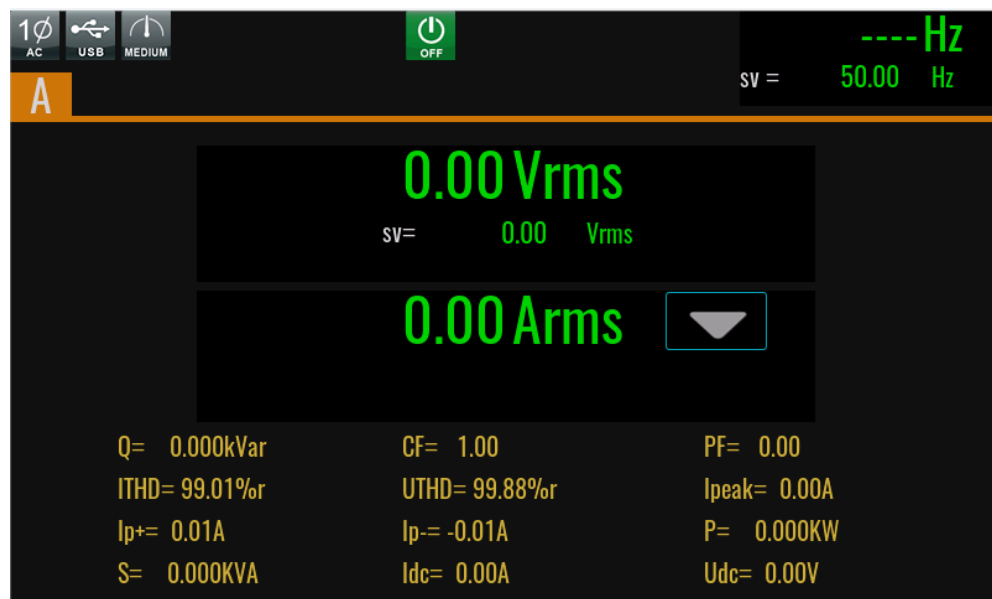 1Ø AC USB MEDIUM OFF ---- Hz
sv = 50.00 Hz
A
0.00 Vrms
sv= 0.00 Vrms
0.00 Arms
Q= 0.000kVar CF= 1.00 PF= 0.00
ITHD= 99.01%r UTHD= 99.88%r Ipeak= 0.00A
Ip+= 0.01A Ip-= -0.01A P= 0.000KW
S= 0.000KVA Idc= 0.00A Udc= 0.00V